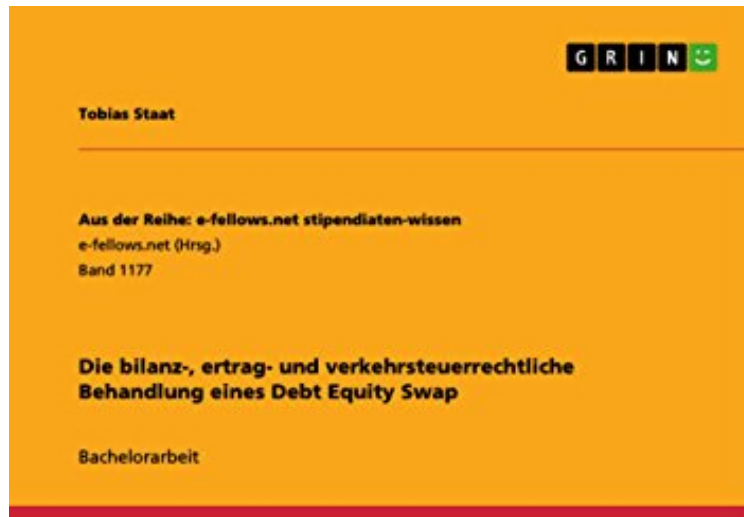 GRIN
Tobias Staat
Aus der Reihe: e-fellows.net stipendiaten-wissen
e-fellows.net (Hrsg.)
Band 1177
Die bilanz-, ertrag- und verkehrsteuerrechtliche
Behandlung eines Debt Equity Swap
Bachelorarbeit